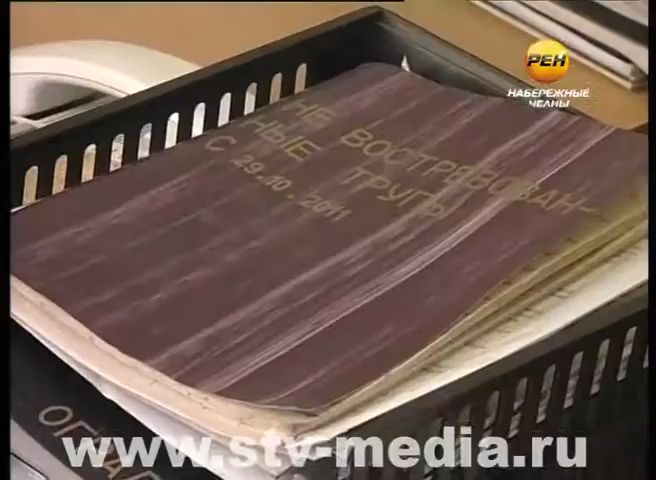 РЕН
НАБЕРЕЖНЫЕ
ЧЕЛНЫ
НЕ ВОСТРЕБОВАН-
НЫЕ ТРУПЫ
С 29.10.2011
www.stv-media.ru